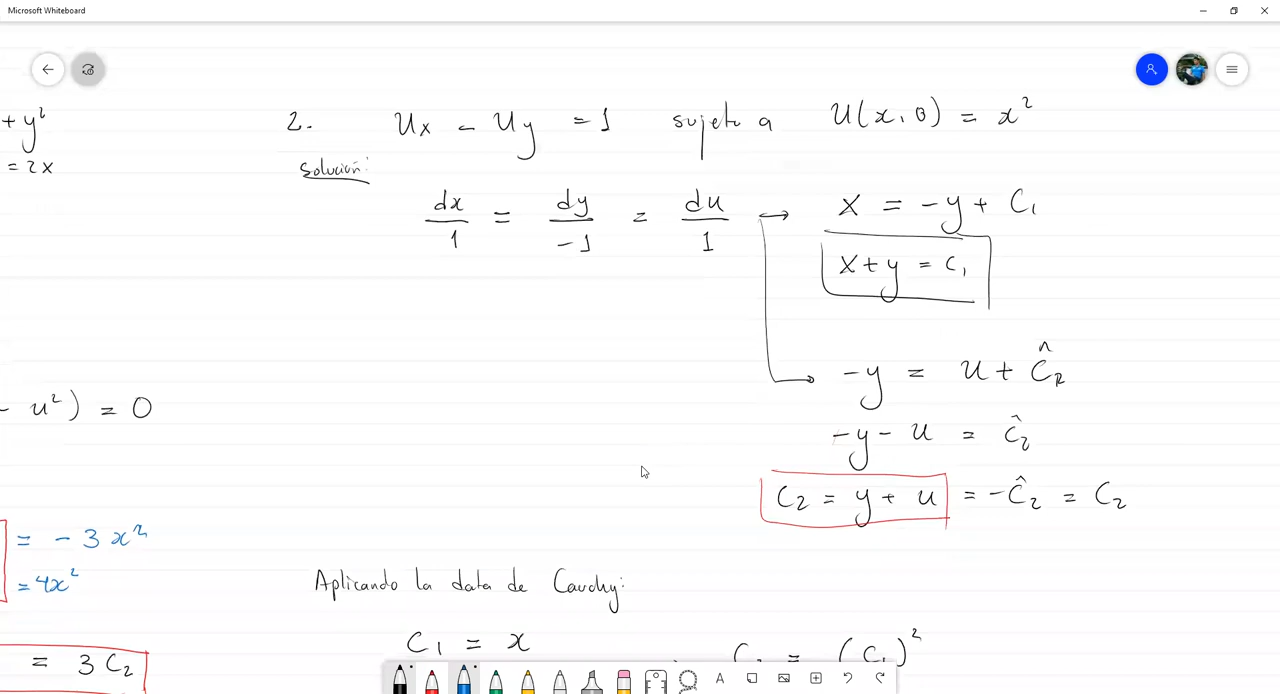 Microsoft Whiteboard
+ y²
= 2x
2. Ux - Uy = 1 sujeto a U(x,0) = x²
Solución:
dx/1 = dy/-1 = du/1 → x = -y + C₁
x + y = C₁
-y = u + Ĉ₂
- u²) = 0
-y - u = Ĉ₂
C₂ = y + u = -Ĉ₂ = C₂
= - 3x²
= 4x²
Aplicando la data de Cauchy:
C₁ = x
= (C₁)²
= 3C₂
A